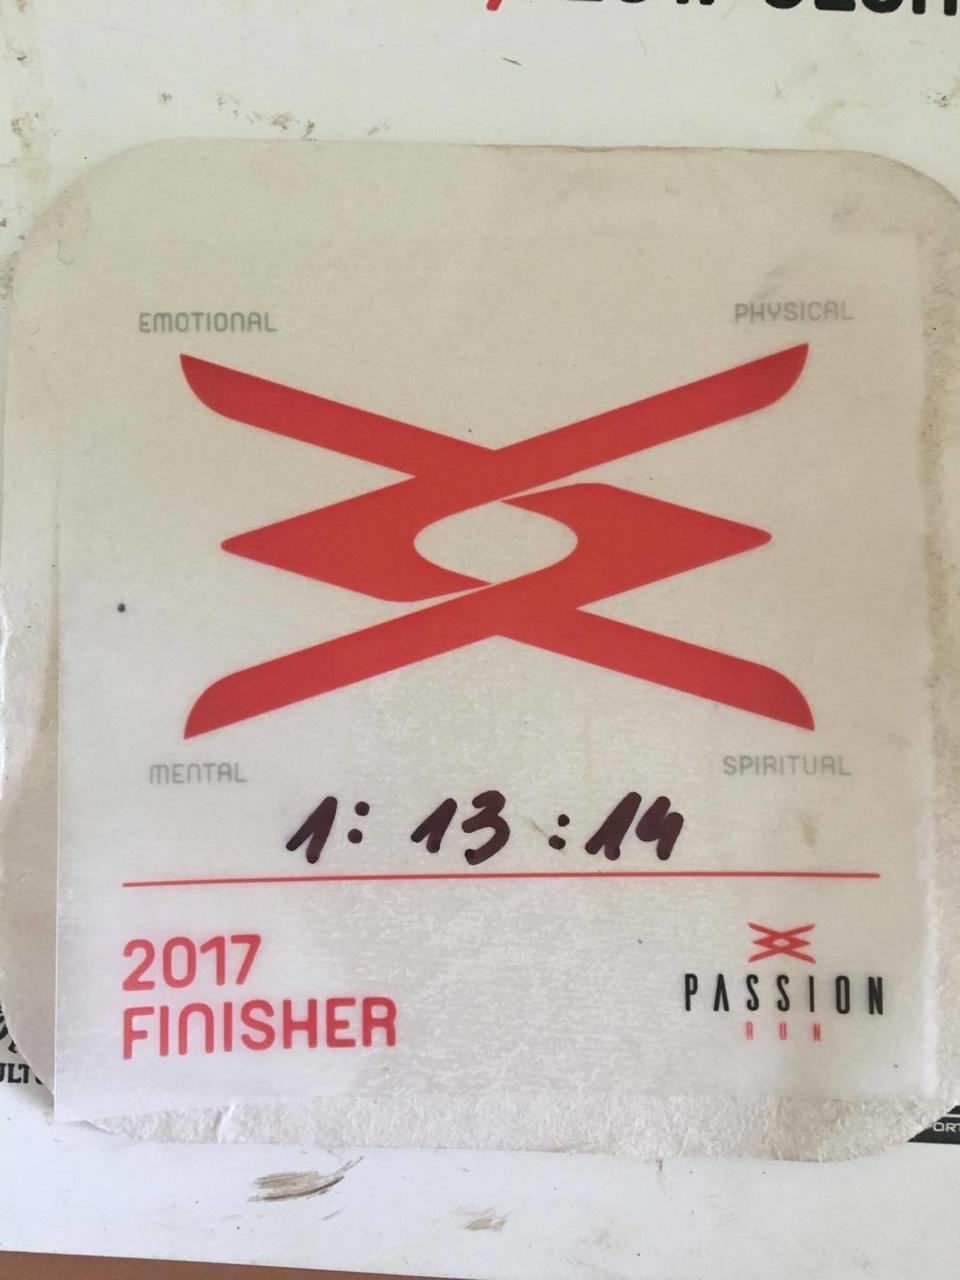 EMOTIONAL
PHYSICAL
MENTAL
SPIRITUAL
1: 13 :14
2017
FINISHER
PASSION
RUN